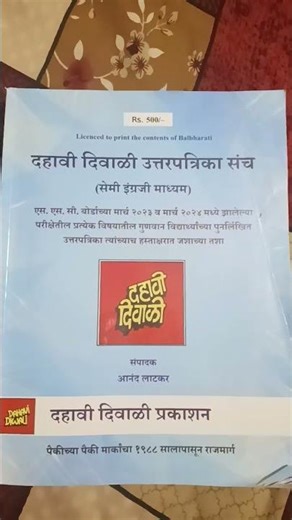 Rs. 500/-
Licenced to print the contents of Balbharati
दहावी दिवाळी उत्तरपत्रिका संच
(सेमी इंग्रजी माध्यम)
एस. एस. सी. बोर्डाच्या मार्च २०२३ व मार्च २०२४ मध्ये झालेल्या
परीक्षेतील प्रत्येक विषयातील गुणवान विद्यार्थ्यांच्या पुनर्लिखित
उत्तरपत्रिका त्यांच्याच हस्ताक्षरात जशाच्या तशा
दहावी
दिवाळी
संपादक
आनंद लाटकर
DAHAVI
DIWALI
दहावी दिवाळी प्रकाशन
पैकीच्या पैकी मार्कांचा १९८८ सालापासून राजमार्ग